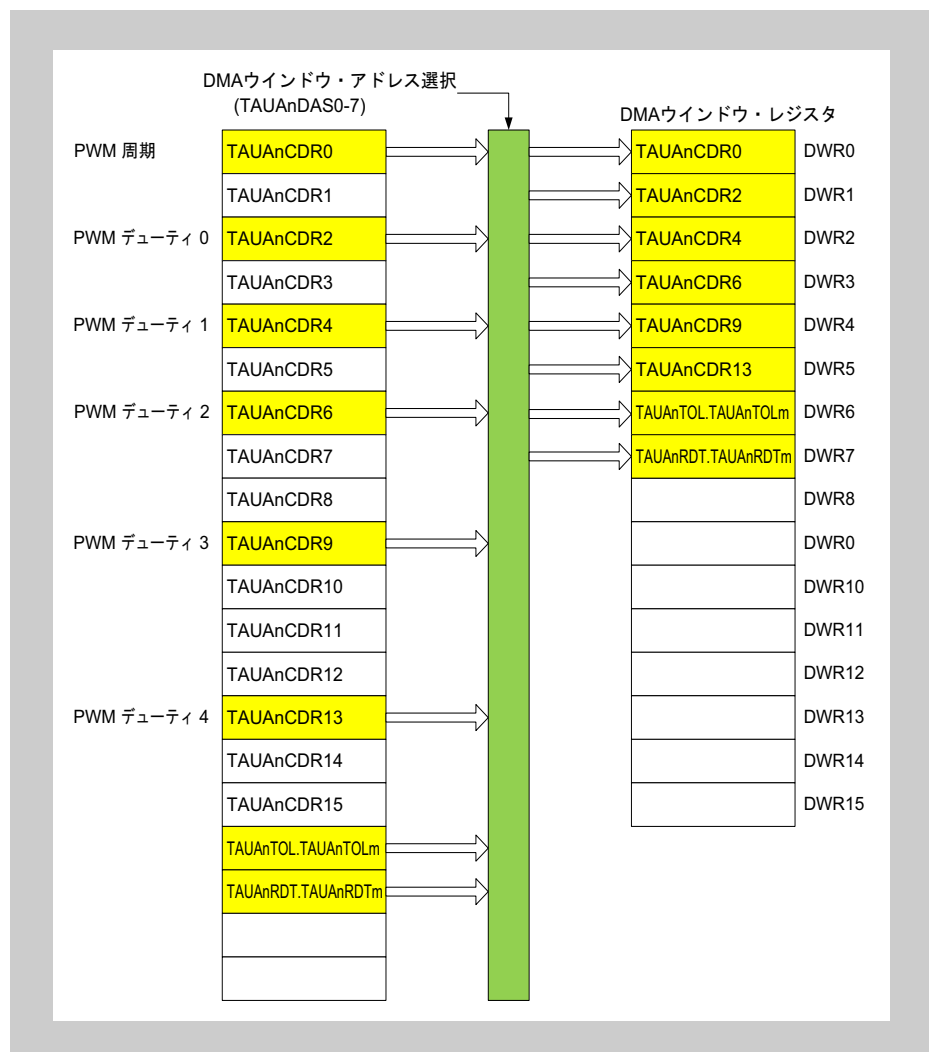 DMAウインドウ・アドレス選択
(TAUAnDAS0-7)
DMAウインドウ・レジスタ
PWM 周期
TAUAnCDR0
TAUAnCDR1
PWM デューティ 0
TAUAnCDR2
TAUAnCDR3
PWM デューティ 1
TAUAnCDR4
TAUAnCDR5
PWM デューティ 2
TAUAnCDR6
TAUAnCDR7
TAUAnCDR8
PWM デューティ 3
TAUAnCDR9
TAUAnCDR10
TAUAnCDR11
TAUAnCDR12
PWM デューティ 4
TAUAnCDR13
TAUAnCDR14
TAUAnCDR15
TAUAnTOL.TAUAnTOLm
TAUAnRDT.TAUAnRDTm
TAUAnCDR0
DWR0
TAUAnCDR2
DWR1
TAUAnCDR4
DWR2
TAUAnCDR6
DWR3
TAUAnCDR9
DWR4
TAUAnCDR13
DWR5
TAUAnTOL.TAUAnTOLm
DWR6
TAUAnRDT.TAUAnRDTm
DWR7
DWR8
DWR0
DWR10
DWR11
DWR12
DWR13
DWR14
DWR15